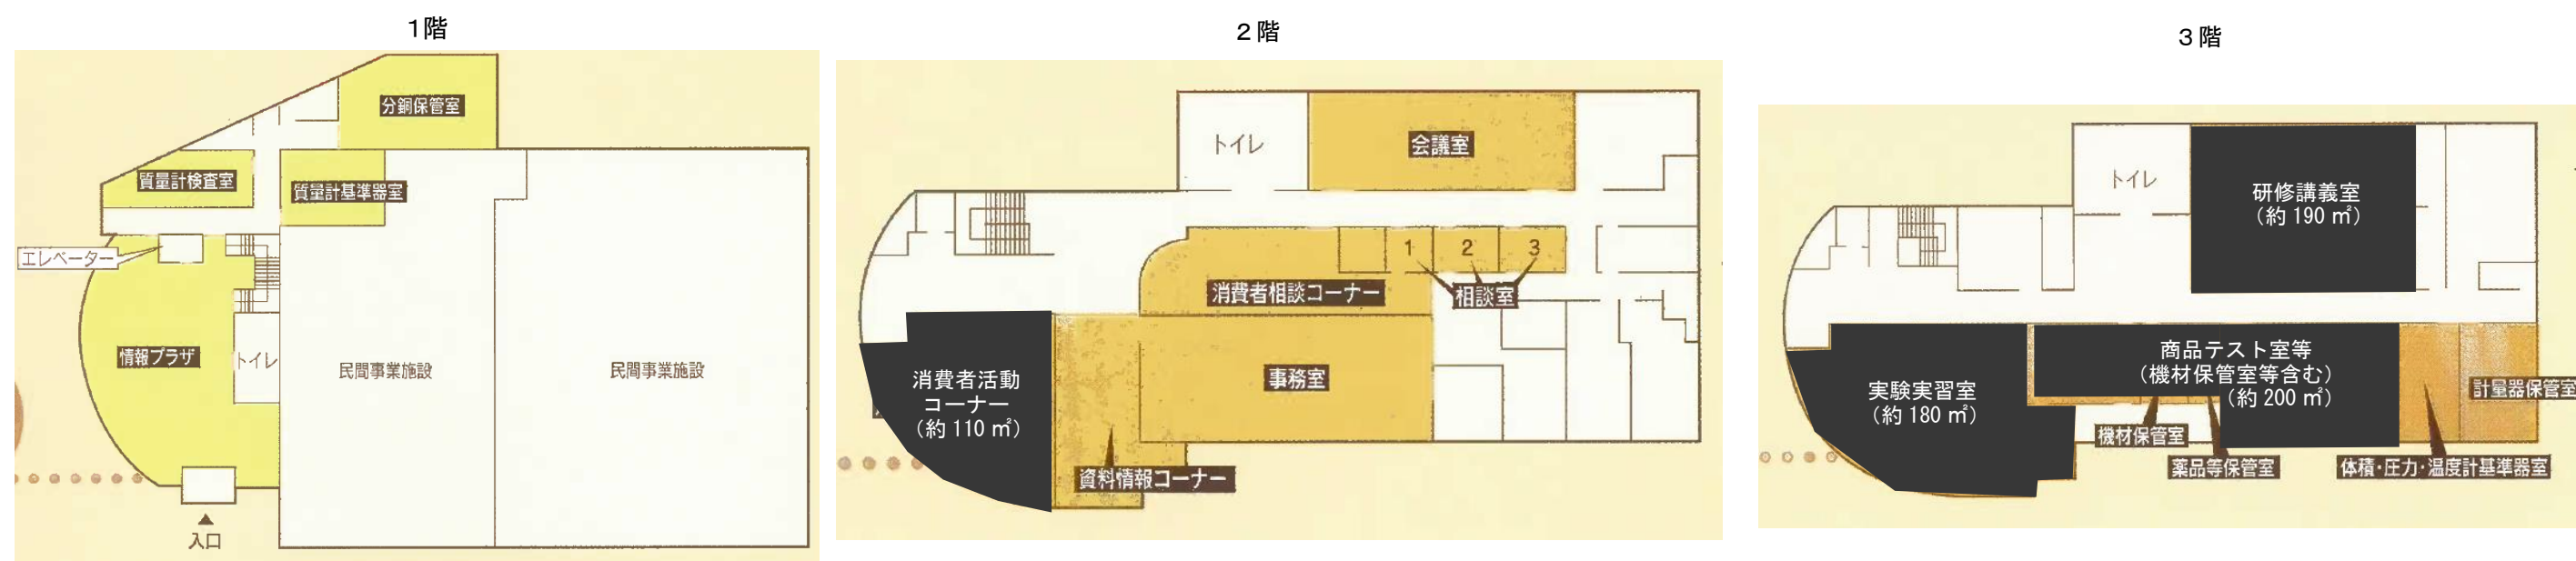 1階
分銅保管室
質量計検査室
質量計基準器室
エレベーター
情報プラザ
トイレ
民間事業施設
民間事業施設
入口
２階
トイレ
会議室
1
2
3
消費者相談コーナー
相談室
消費者活動
コーナー
（約 110 ㎡）
事務室
資料情報コーナー
３階
トイレ
研修講義室
（約 190 ㎡）
商品テスト室等
（機材保管室等含む）
（約 200 ㎡）
実験実習室
（約 180 ㎡）
計量器保管室
機材保管室
薬品等保管室
体積・圧力・温度計基準器室